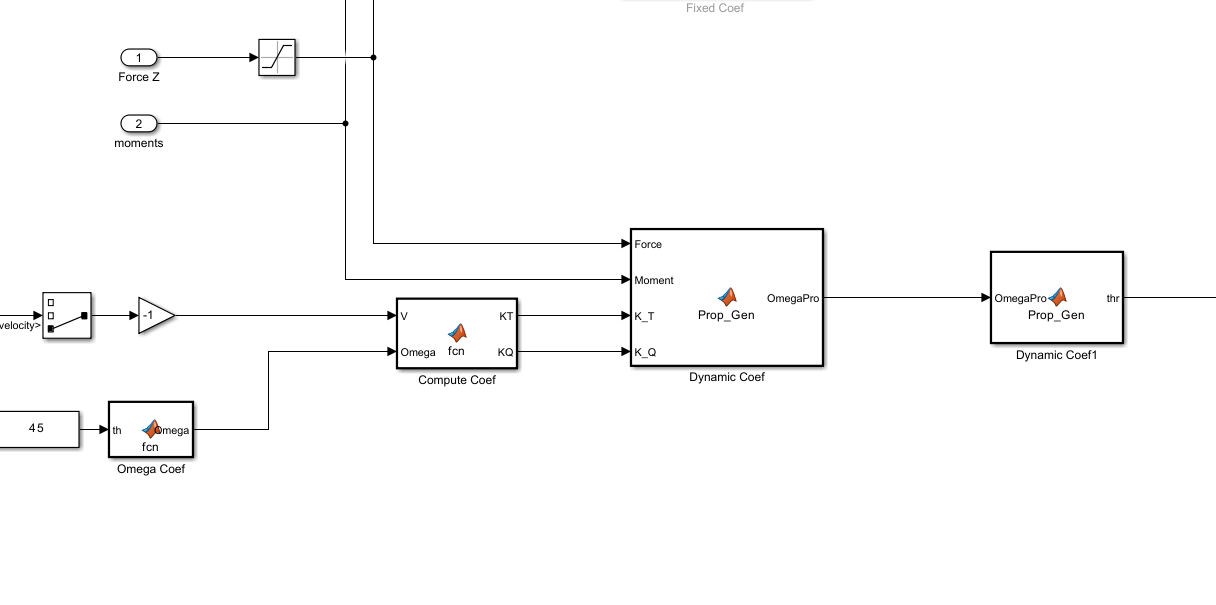 Fixed Coef
1
Force Z
2
moments
Force
Moment
K_T
K_Q
Prop_Gen
OmegaPro
Dynamic Coef
OmegaPro
thr
Prop_Gen
Dynamic Coef1
velocity>
-1
V
Omega
KT
KQ
fcn
Compute Coef
45
th
Omega
fcn
Omega Coef